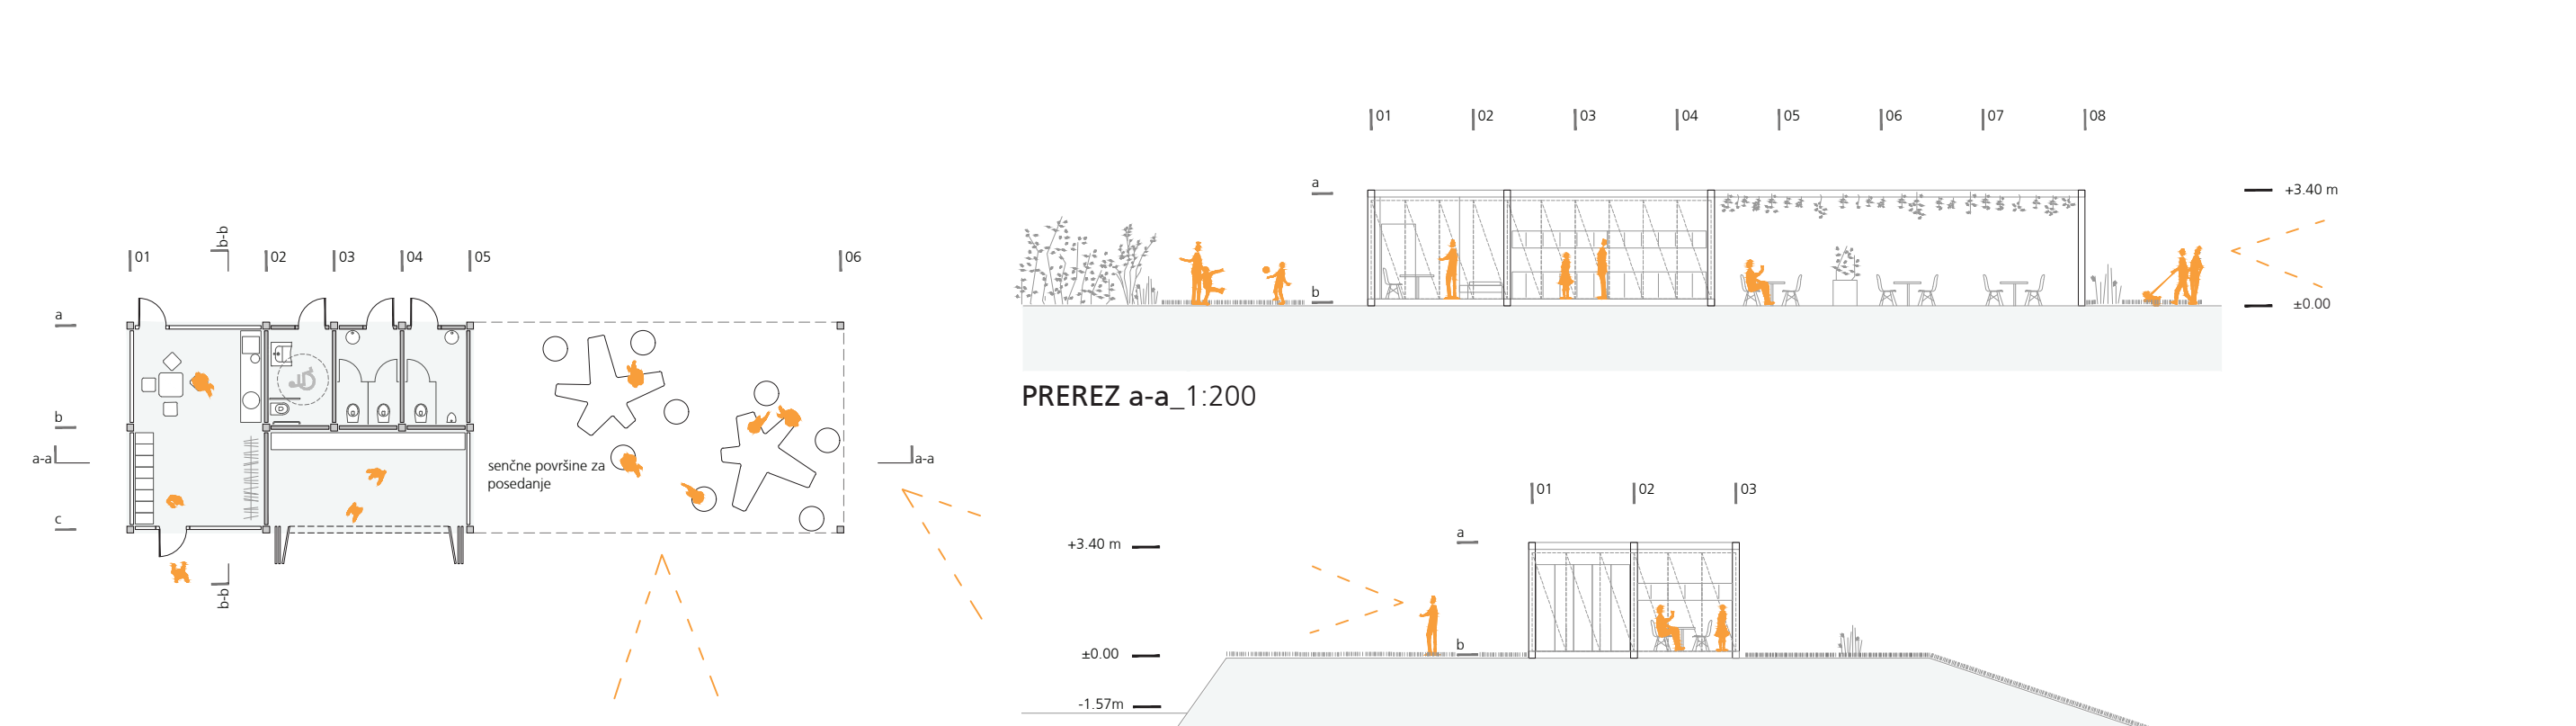 b-b
01
02
03
04
05
06
a
b
a-a
a-a
senčne površine za
posedanje
c
b-b
01
02
03
04
05
06
07
08
a
+3.40 m
b
±0.00
PREREZ a-a_1:200
01
02
03
a
+3.40 m
b
±0.00
-1.57m